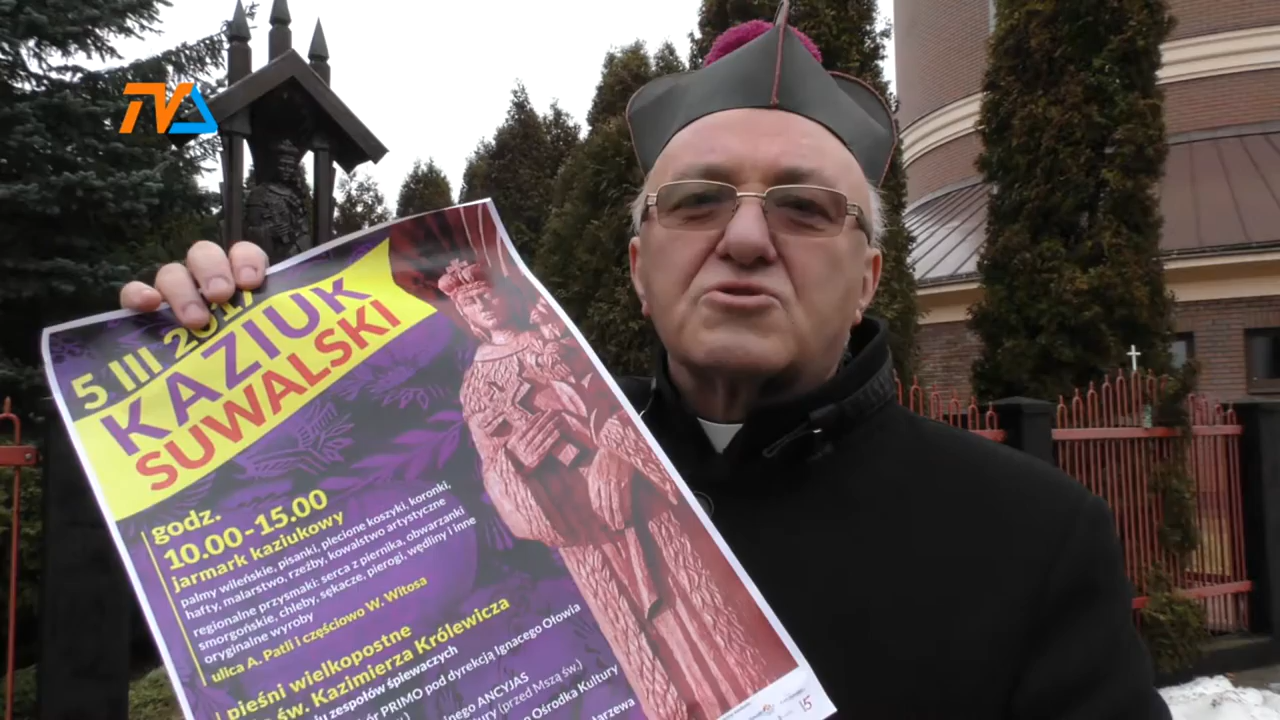 TVS
5 III 2017
KAZIUK
SUWALSKI
godz.
10.00-15.00
jarmark kaziukowy
palmy wileńskie, pisanki, plecione koszyki, koronki,
hafty, malarstwo, rzeźby, kowalstwo artystyczne
regionalne przysmaki: serca z piernika, obwarzanki
smorgońskie, chleby, sękacze, pierogi, wędliny i inne
oryginalne wyroby
ulica A. Patli i częściowo W. Witosa
i pieśni wielkopostne
św. Kazimierza Królewicza
zespołów śpiewaczych
PRIMO pod dyrekcją Ignacego Ołowia
ANCYJAS
(przed Mszą św.)
Ośrodka Kultury
15